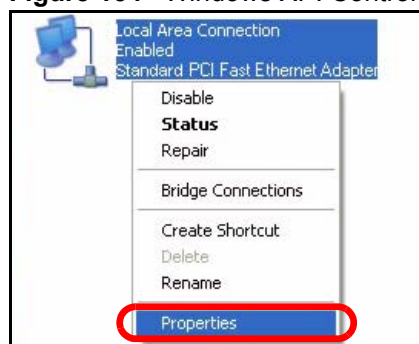 Local Area Connection
Enabled
Standard PCI Fast Ethernet Adapter
Disable
Status
Repair
Bridge Connections
Create Shortcut
Delete
Rename
Properties